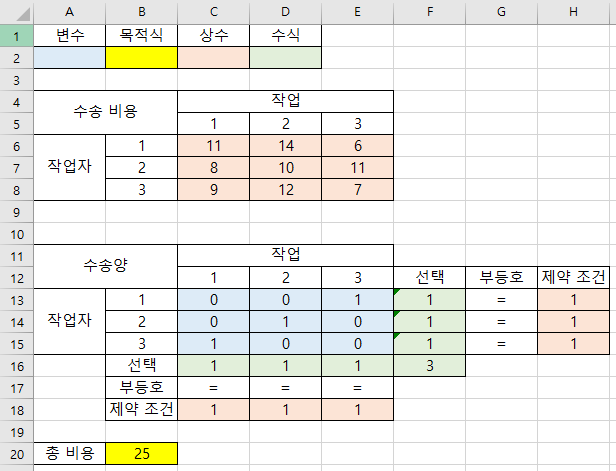 A B C D E F G H
1 변수 목적식 상수 수식
2
3
4 수송 비용 작업
5 1 2 3
6 작업자 1 11 14 6
7 2 8 10 11
8 3 9 12 7
9
10
11 수송양 작업
12 1 2 3 선택 부등호 제약 조건
13 작업자 1 0 0 1 1 = 1
14 2 0 1 0 1 = 1
15 3 1 0 0 1 = 1
16 선택 1 1 1 3
17 부등호 = = =
18 제약 조건 1 1 1
19
20 총 비용 25